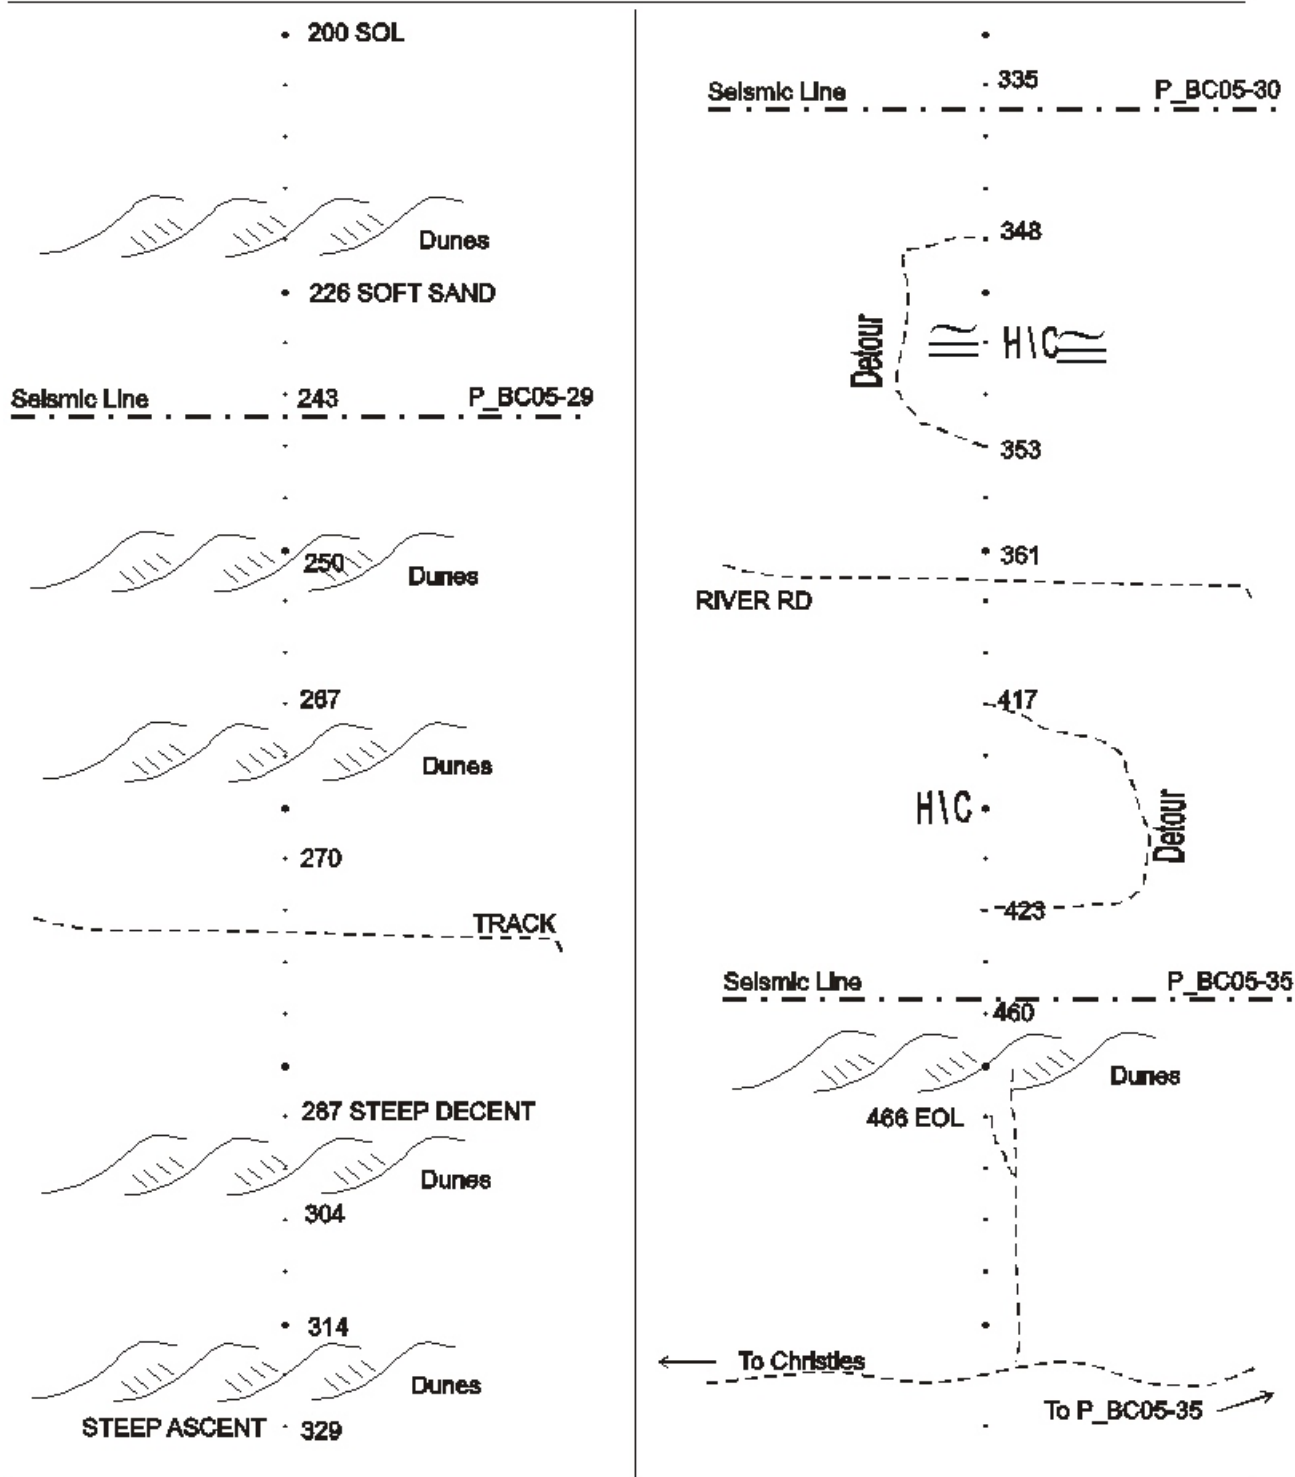 200 SOL
Dunes
226 SOFT SAND
Seismic Line 243 P_BC05-29
250
Dunes
267
Dunes
270
TRACK
287 STEEP DECENT
Dunes
304
314
Dunes
STEEP ASCENT 329
335
Seismic Line P_BC05-30
348
Detour
H\C
353
361
RIVER RD
417
H\C
Detour
423
Seismic Line P_BC05-35
460
Dunes
466 EOL
To Christies
To P_BC05-35